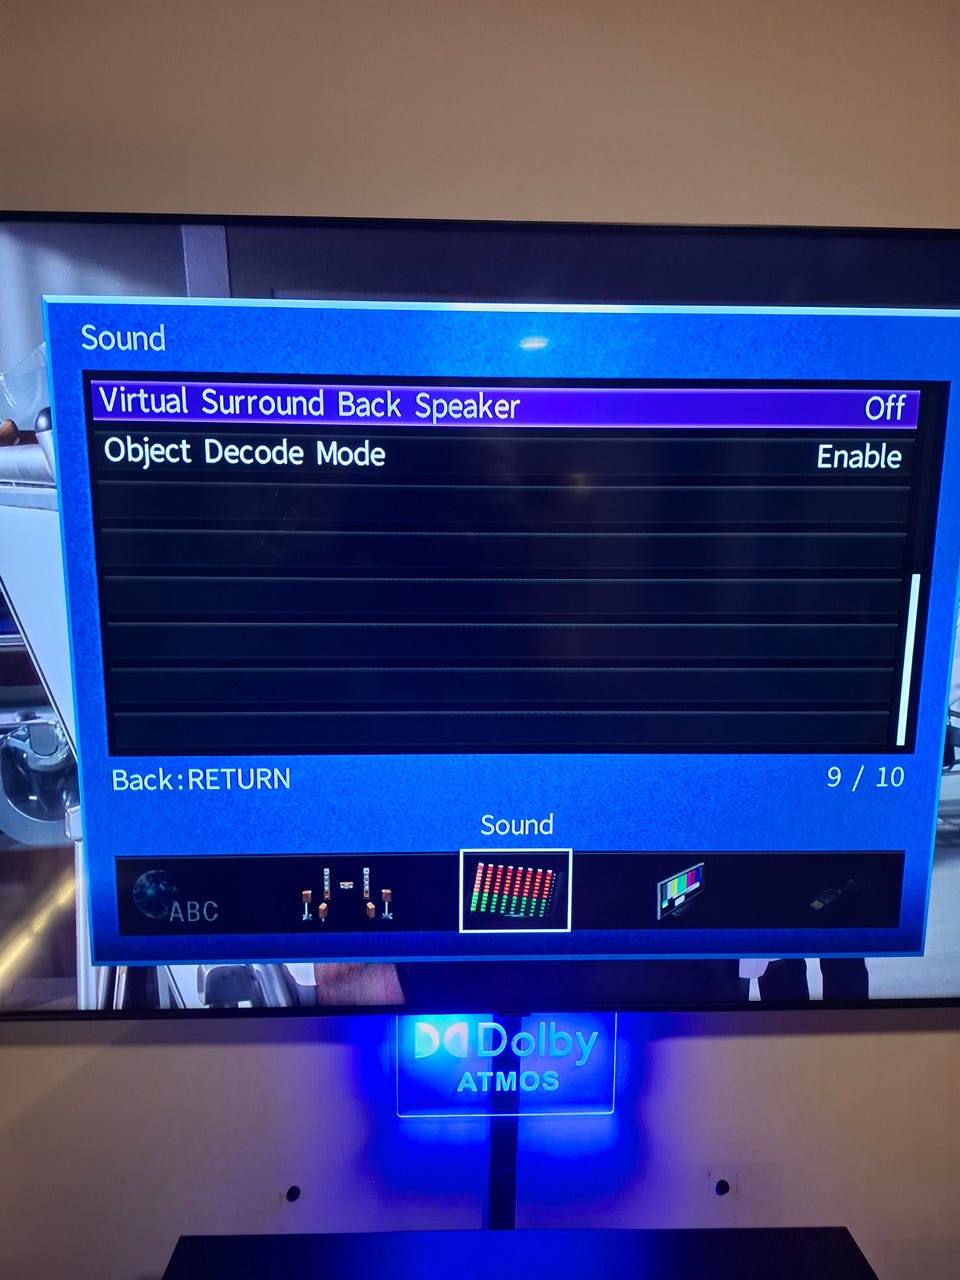 Sound
Virtual Surround Back Speaker Off
Object Decode Mode Enable
Back:RETURN 9 / 10
Sound
ABC
Dolby
ATMOS